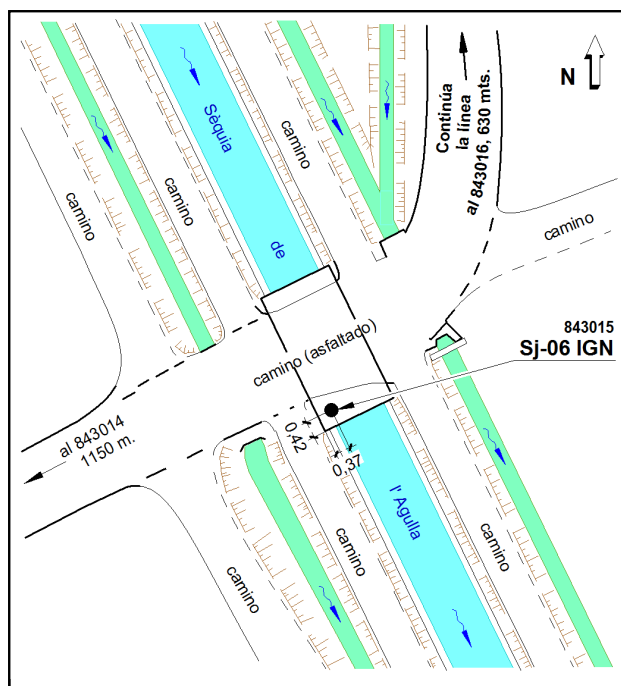 Sèquia
de
l' Agulla
camino
camino
camino
Continúa
la línea
al 843016, 630 mts.
N
camino
camino (asfaltado)
843015
Sj-06 IGN
al 843014
1150 m.
0,42
0,37
camino
camino
camino